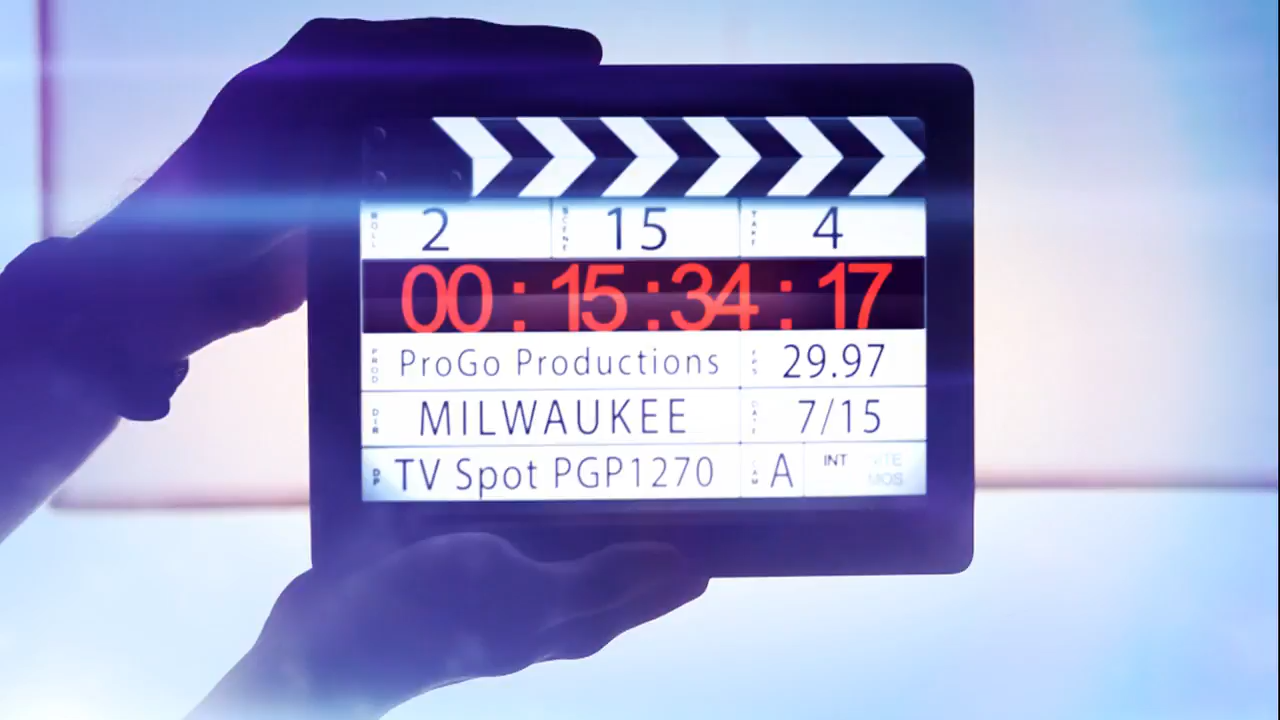 ROLL 2 SCENE 15 TAKE 4
00:15:34:17
PROD ProGo Productions FPS 29.97
DIR MILWAUKEE DATE 7/15
DP TV Spot PGP1270 CAM A INT NITE
MOS